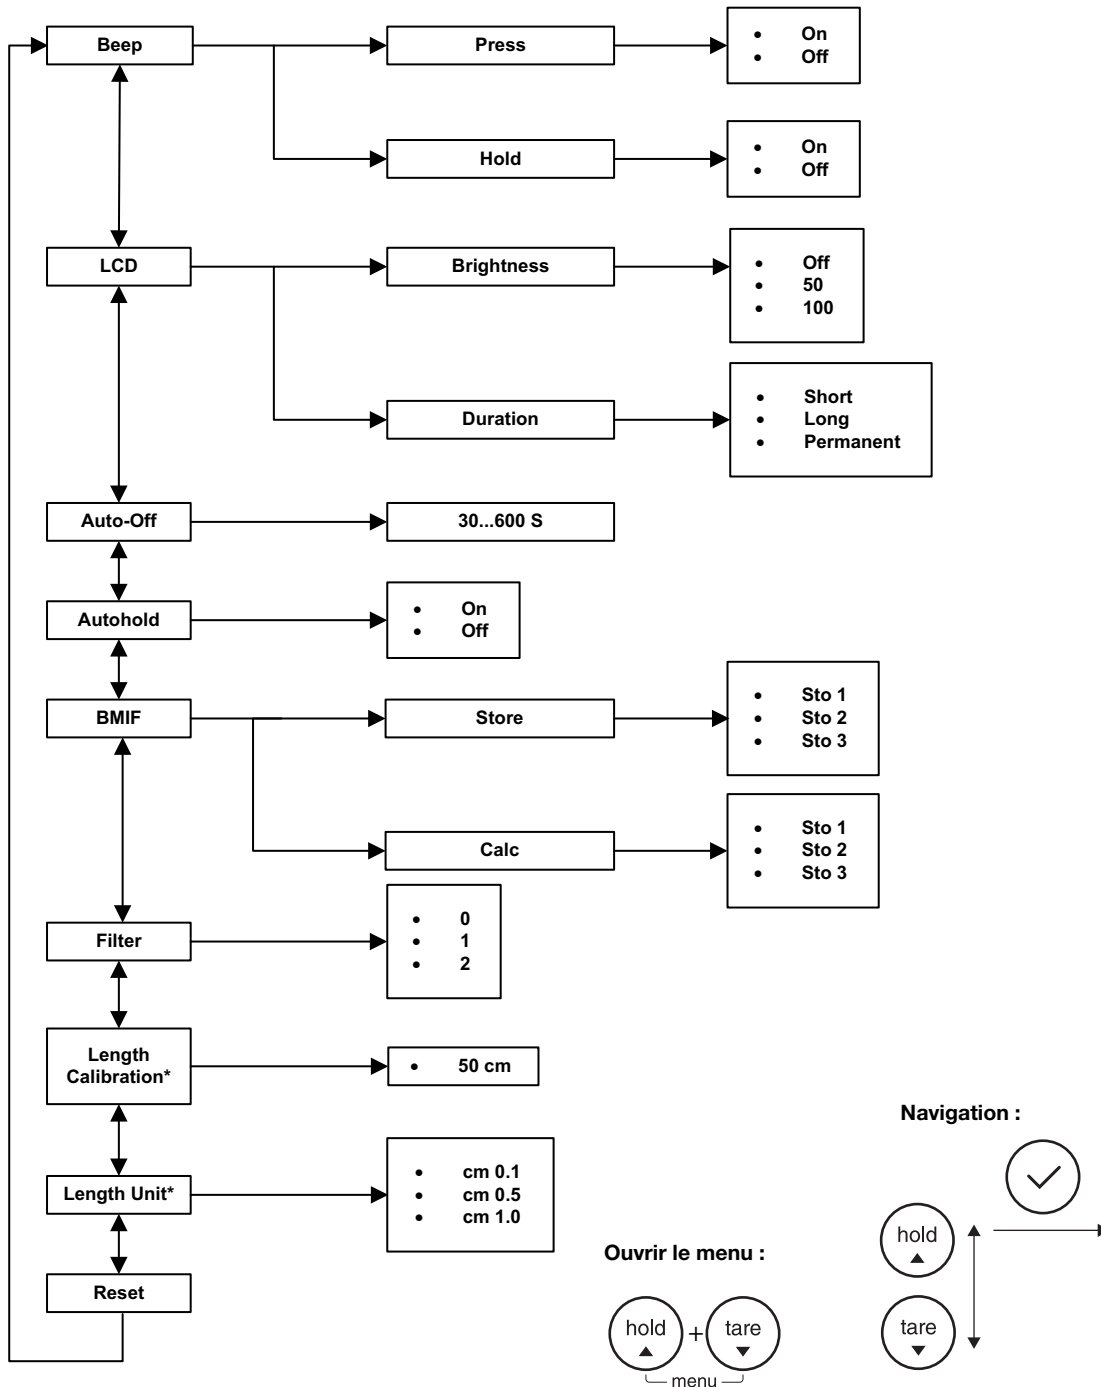 Beep
Press
• On
• Off
Hold
• On
• Off
LCD
Brightness
• Off
• 50
• 100
Duration
• Short
• Long
• Permanent
Auto-Off
30...600 S
Autohold
• On
• Off
BMIF
Store
• Sto 1
• Sto 2
• Sto 3
Calc
• Sto 1
• Sto 2
• Sto 3
Filter
• 0
• 1
• 2
Length
Calibration*
• 50 cm
Length Unit*
• cm 0.1
• cm 0.5
• cm 1.0
Reset
Ouvrir le menu :
hold + tare
menu
Navigation :
hold
tare